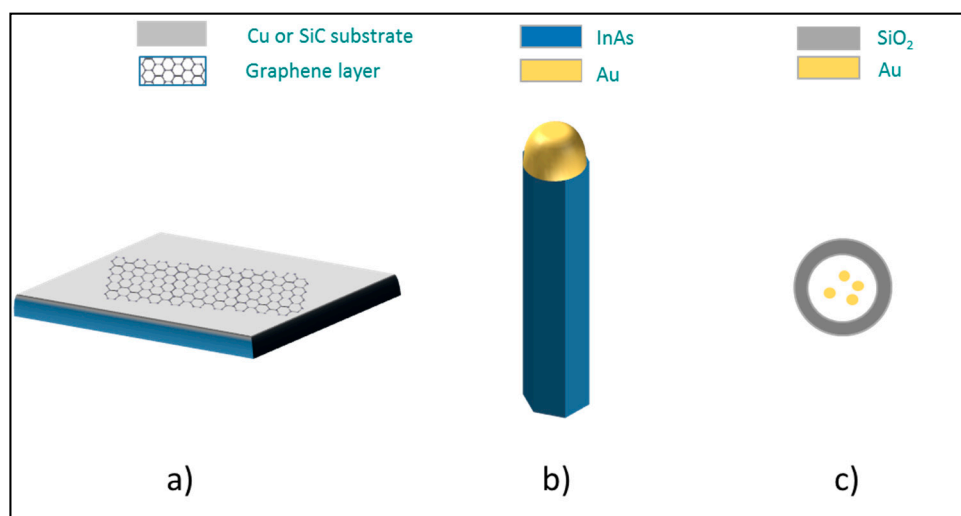 Cu or SiC substrate
Graphene layer
InAs
Au
SiO₂
Au
a)
b)
c)